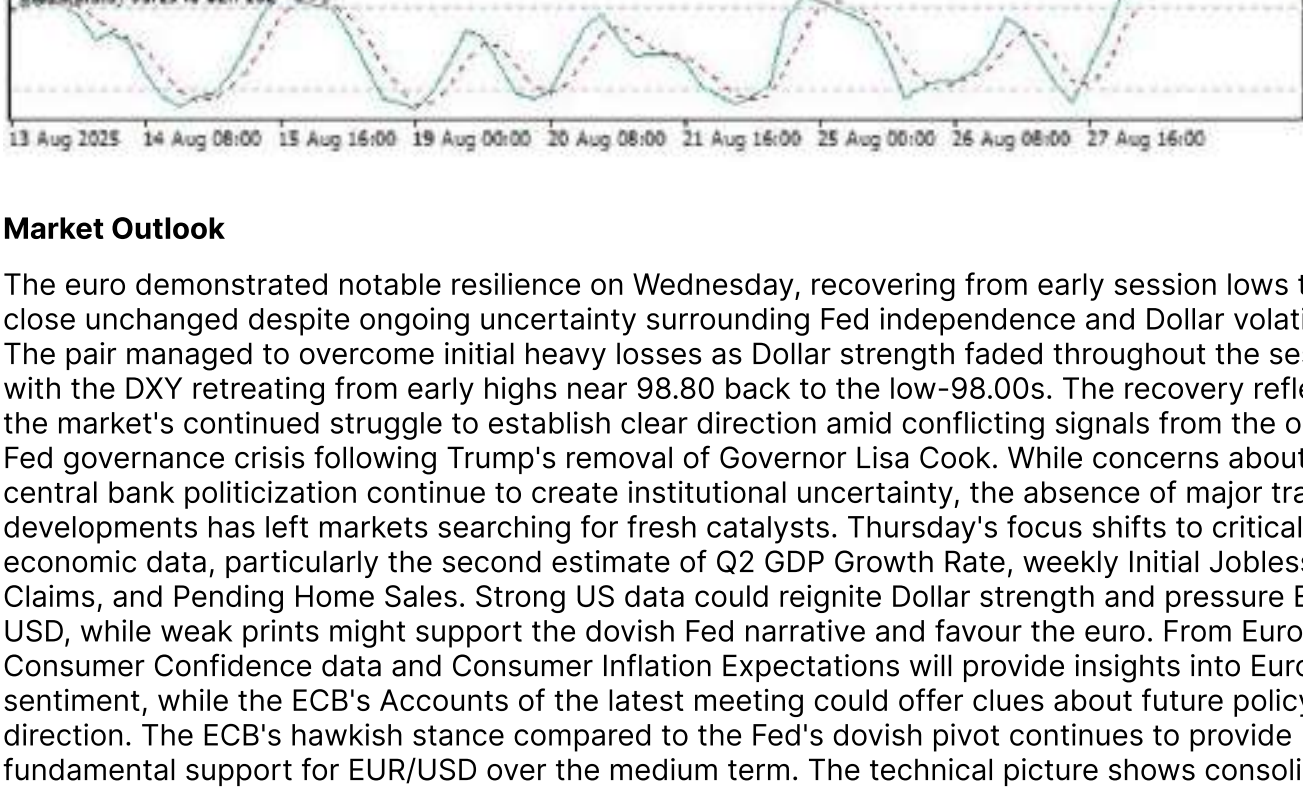 13 Aug 2025 14 Aug 08:00 15 Aug 16:00 19 Aug 00:00 20 Aug 08:00 21 Aug 16:00 25 Aug 00:00 26 Aug 08:00 27 Aug 16:00
Market Outlook
The euro demonstrated notable resilience on Wednesday, recovering from early session lows
close unchanged despite ongoing uncertainty surrounding Fed independence and Dollar
The pair managed to overcome initial heavy losses as Dollar strength faded throughout the
with the DXY retreating from early highs near 98.80 back to the low-98.00s. The recovery
the market's continued struggle to establish clear direction amid conflicting signals from the
Fed governance crisis following Trump's removal of Governor Lisa Cook. While concerns about
central bank politicization continue to create institutional uncertainty, the absence of major
developments has left markets searching for fresh catalysts. Thursday's focus shifts to critical
economic data, particularly the second estimate of Q2 GDP Growth Rate, weekly Initial Jobless
Claims, and Pending Home Sales. Strong US data could reignite Dollar strength and pressure
USD, while weak prints might support the dovish Fed narrative and favour the euro. From
Consumer Confidence data and Consumer Inflation Expectations will provide insights into
sentiment, while the ECB's Accounts of the latest meeting could offer clues about future policy
direction. The ECB's hawkish stance compared to the Fed's dovish pivot continues to provide
fundamental support for EUR/USD over the medium term. The technical picture shows